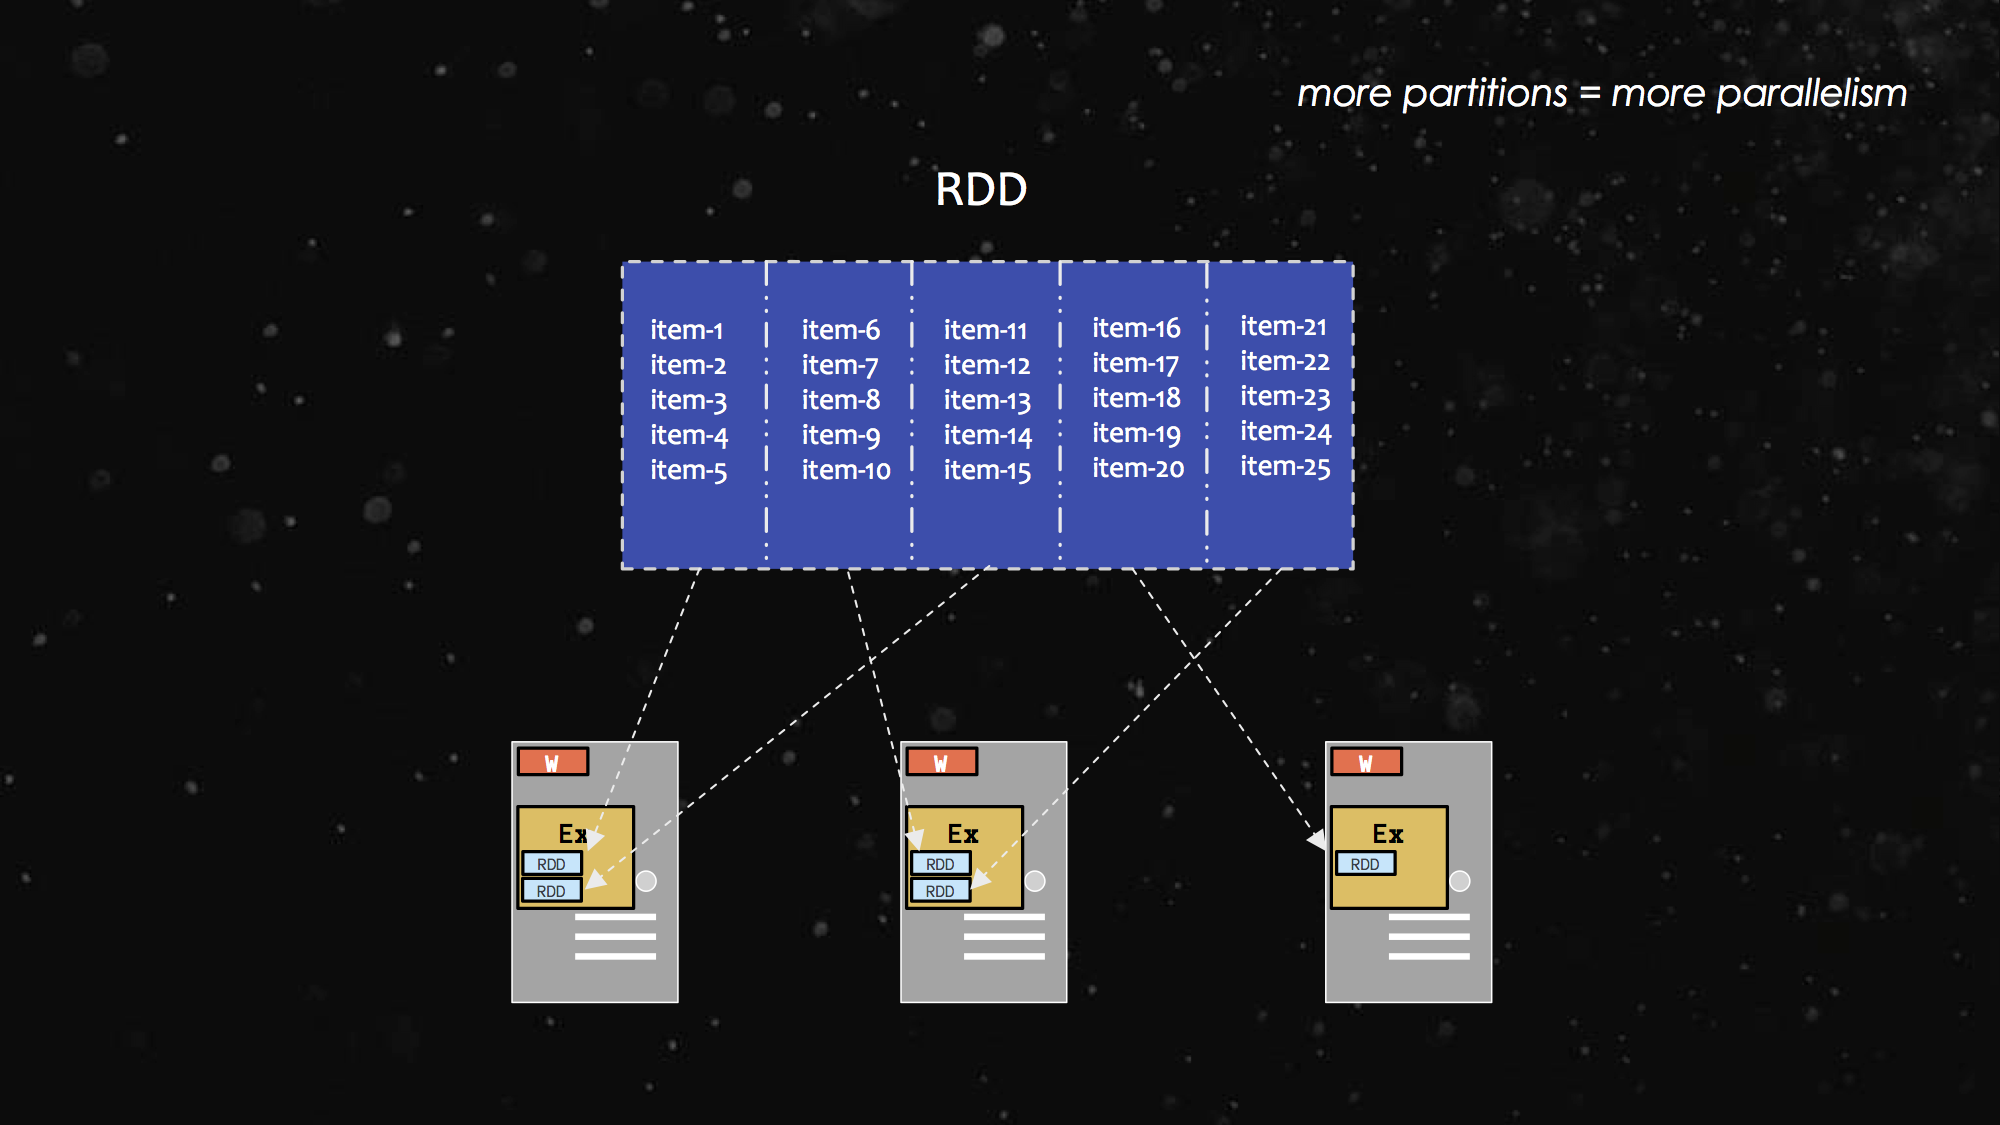 more partitions = more parallelism
RDD
item-1
item-2
item-3
item-4
item-5
item-6
item-7
item-8
item-9
item-10
item-11
item-12
item-13
item-14
item-15
item-16
item-17
item-18
item-19
item-20
item-21
item-22
item-23
item-24
item-25
W
Ex
RDD
RDD
W
Ex
RDD
RDD
W
Ex
RDD